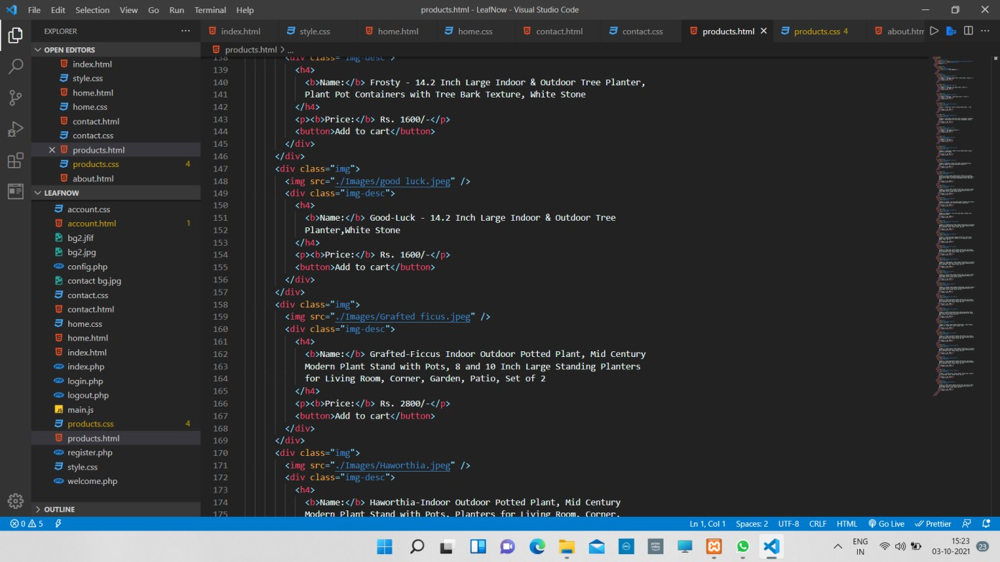 File Edit Selection View Go Run Terminal Help products.html - LeafNow - Visual Studio Code
EXPLORER
index.html style.css home.html home.css contact.html contact.css products.html products.css 4 about.htm
OPEN EDITORS
index.html
style.css
home.html
home.css
contact.html
contact.css
products.html
products.css 4
about.html
LEAFNOW
account.css
account.html 1
bg2.jfif
bg2.jpg
config.php
contact bg.jpg
contact.css
contact.html
home.css
home.html
index.html
index.php
login.php
logout.php
main.js
products.css 4
products.html
register.php
style.css
welcome.php
OUTLINE
products.html > ...
138 <div class="img-desc">
139 <h4>
140 <b>Name:</b> Frosty - 14.2 Inch Large Indoor & Outdoor Tree Planter,
141 Plant Pot Containers with Tree Bark Texture, White Stone
142 </h4>
143 <p><b>Price:</b> Rs. 1600/-</p>
144 <button>Add to cart</button>
145 </div>
146 </div>
147 <div class="img">
148 <img src="./Images/good luck.jpeg" />
149 <div class="img-desc">
150 <h4>
151 <b>Name:</b> Good-Luck - 14.2 Inch Large Indoor & Outdoor Tree
152 Planter,White Stone
153 </h4>
154 <p><b>Price:</b> Rs. 1600/-</p>
155 <button>Add to cart</button>
156 </div>
157 </div>
158 <div class="img">
159 <img src="./Images/Grafted ficus.jpeg" />
160 <div class="img-desc">
161 <h4>
162 <b>Name:</b> Grafted-Ficcus Indoor Outdoor Potted Plant, Mid Century
163 Modern Plant Stand with Pots, 8 and 10 Inch Large Standing Planters
164 for Living Room, Corner, Garden, Patio, Set of 2
165 </h4>
166 <p><b>Price:</b> Rs. 2800/-</p>
167 <button>Add to cart</button>
168 </div>
169 </div>
170 <div class="img">
171 <img src="./Images/Haworthia.jpeg" />
172 <div class="img-desc">
173 <h4>
174 <b>Name:</b> Haworthia-Indoor Outdoor Potted Plant, Mid Century
175 Modern Plant Stand with Pots, Planters for Living Room, Corner,
0 5 Ln 1, Col 1 Spaces: 2 UTF-8 CRLF HTML Go Live Prettier
ENG
IN
15:23
03-10-2021
23